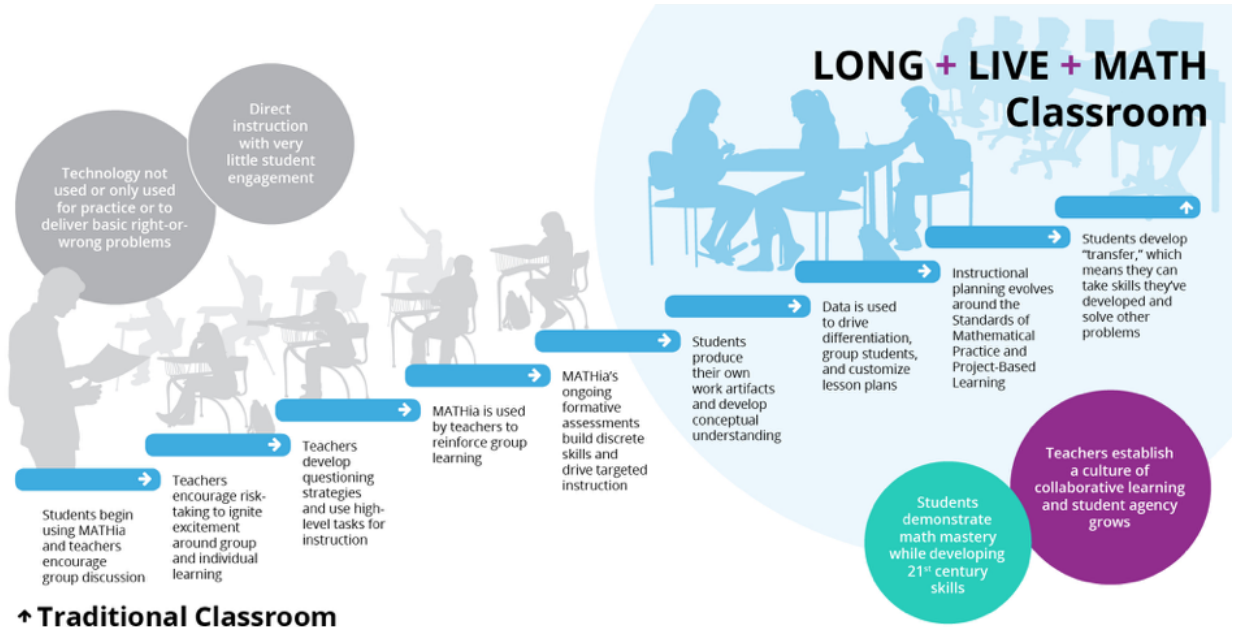 LONG + LIVE + MATH
Classroom
Direct
instruction
with very
little student
engagement
Technology not
used or only used
for practice or to
deliver basic right-or-
wrong problems
Students begin
using MATHia
and teachers
encourage
group discussion
Teachers
encourage risk-
taking to ignite
excitement
around group
and individual
learning
Teachers
develop
questioning
strategies
and use high-
level tasks for
instruction
MATHia is used
by teachers to
reinforce group
learning
MATHia's
ongoing
formative
assessments
build discrete
skills and
drive targeted
instruction
Students
produce
their own
work artifacts
and develop
conceptual
understanding
Data is used
to drive
differentiation,
group students,
and customize
lesson plans
Instructional
planning evolves
around the
Standards of
Mathematical
Practice and
Project-Based
Learning
Students develop
"transfer," which
means they can
take skills they've
developed and
solve other
problems
Teachers establish
a culture of
collaborative learning
and student agency
grows
Students
demonstrate
math mastery
while developing
21st century
skills
Traditional Classroom